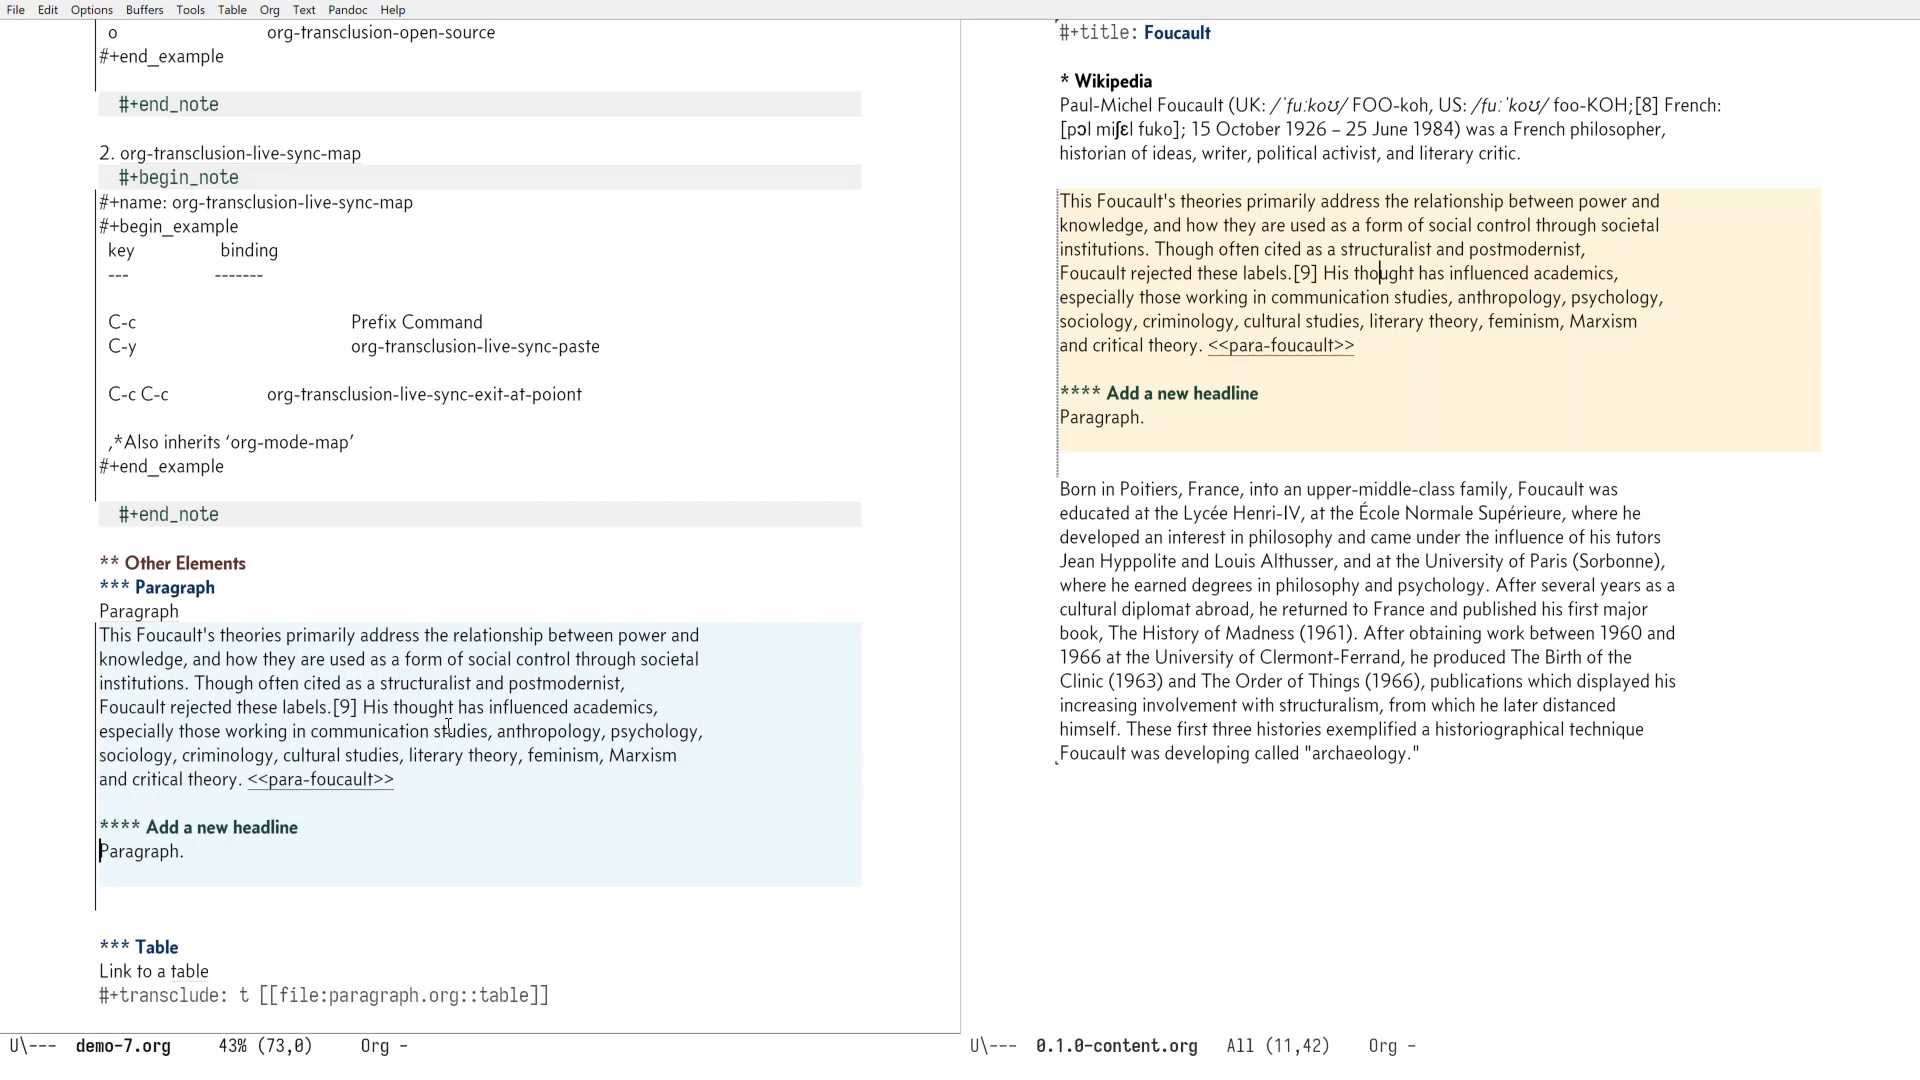 File Edit Options Buffers Tools Table Org Text Pandoc Help
o org-transclusion-open-source
#+end_example
#+end_note
2. org-transclusion-live-sync-map
#+begin_note
#+name: org-transclusion-live-sync-map
#+begin_example
key binding
--- -------
C-c Prefix Command
C-y org-transclusion-live-sync-paste
C-c C-c org-transclusion-live-sync-exit-at-poiont
,*Also inherits ‘org-mode-map’
#+end_example
#+end_note
** Other Elements
*** Paragraph
Paragraph
This Foucault's theories primarily address the relationship between power and
knowledge, and how they are used as a form of social control through societal
institutions. Though often cited as a structuralist and postmodernist,
Foucault rejected these labels.[9] His thought has influenced academics,
especially those working in communication studies, anthropology, psychology,
sociology, criminology, cultural studies, literary theory, feminism, Marxism
and critical theory. <<para-foucault>>
**** Add a new headline
Paragraph.
*** Table
Link to a table
#+transclude: t [[file:paragraph.org::table]]
U\--- demo-7.org 43% (73,0) Org -
#+title: Foucault
* Wikipedia
Paul-Michel Foucault (UK: /ˈfuːkoʊ/ FOO-koh, US: /fuːˈkoʊ/ foo-KOH;[8] French:
[pɔl miʃɛl fuko]; 15 October 1926 – 25 June 1984) was a French philosopher,
historian of ideas, writer, political activist, and literary critic.
This Foucault's theories primarily address the relationship between power and
knowledge, and how they are used as a form of social control through societal
institutions. Though often cited as a structuralist and postmodernist,
Foucault rejected these labels.[9] His thought has influenced academics,
especially those working in communication studies, anthropology, psychology,
sociology, criminology, cultural studies, literary theory, feminism, Marxism
and critical theory. <<para-foucault>>
**** Add a new headline
Paragraph.
Born in Poitiers, France, into an upper-middle-class family, Foucault was
educated at the Lycée Henri-IV, at the École Normale Supérieure, where he
developed an interest in philosophy and came under the influence of his tutors
Jean Hyppolite and Louis Althusser, and at the University of Paris (Sorbonne),
where he earned degrees in philosophy and psychology. After several years as a
cultural diplomat abroad, he returned to France and published his first major
book, The History of Madness (1961). After obtaining work between 1960 and
1966 at the University of Clermont-Ferrand, he produced The Birth of the
Clinic (1963) and The Order of Things (1966), publications which displayed his
increasing involvement with structuralism, from which he later distanced
himself. These first three histories exemplified a historiographical technique
Foucault was developing called "archaeology."
U\--- 0.1.0-content.org All (11,42) Org -